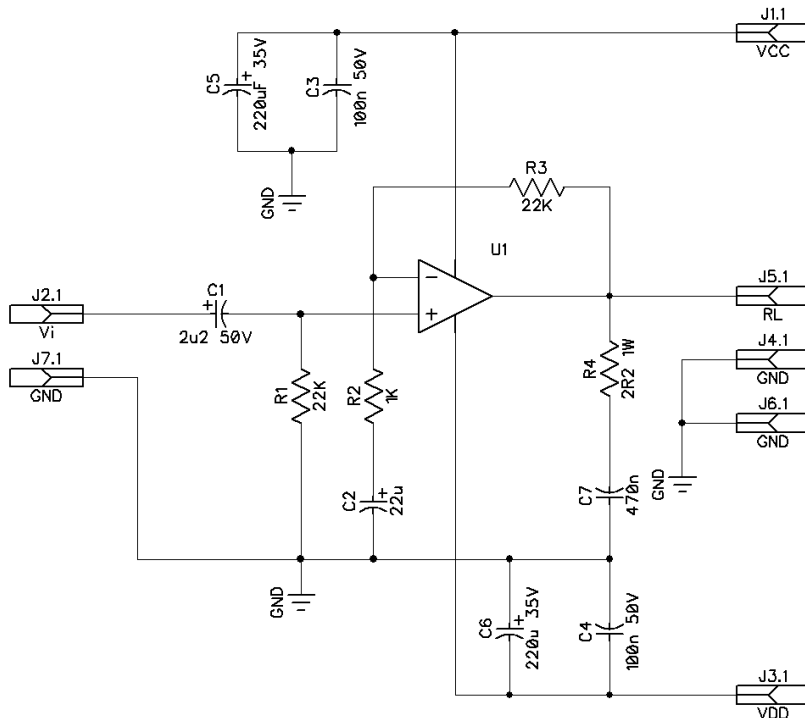 J1.1
VCC
C5
+
220uF 35V
C3
100n 50V
GND
R3
22K
U1
−
+
J2.1
Vi
C1
+
2u2 50V
J5.1
RL
J7.1
GND
R1
22K
R2
1K
R4
2R2 1W
J4.1
GND
J6.1
GND
GND
C2
+
22u
C7
470n
GND
C6
+
220u 35V
C4
100n 50V
J3.1
VDD